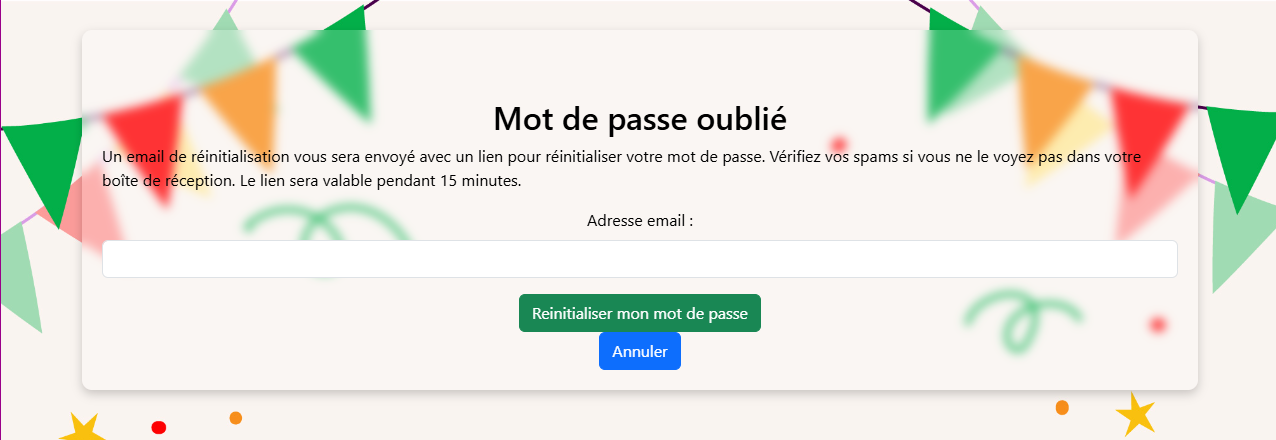 Mot de passe oublié
Un email de réinitialisation vous sera envoyé avec un lien pour réinitialiser votre mot de passe. Vérifiez vos spams si vous ne le voyez pas dans votre
boîte de réception. Le lien sera valable pendant 15 minutes.
Adresse email :
Reinitialiser mon mot de passe
Annuler